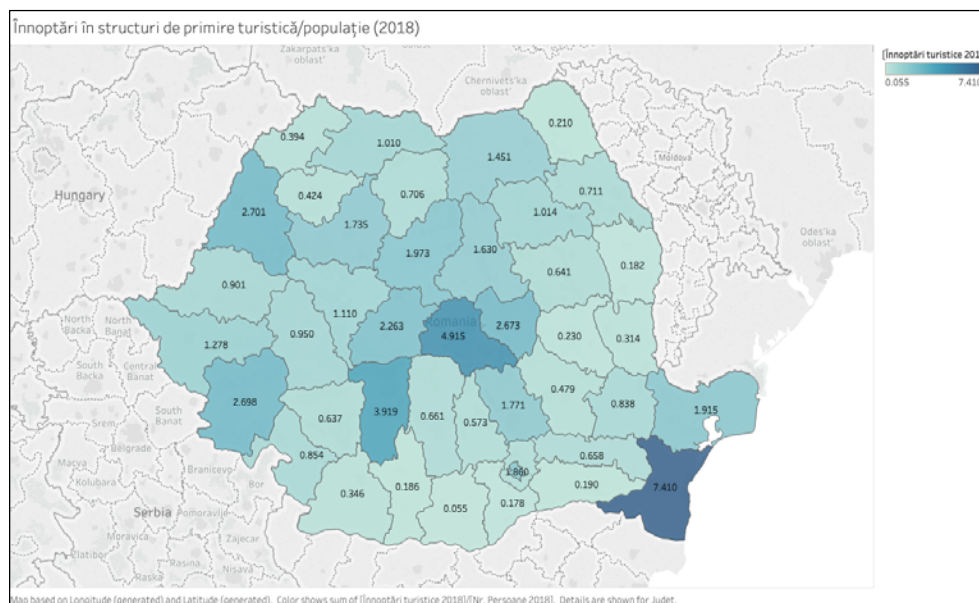 Înnoptări în structuri de primire turistică/populație (2018)
[Înnoptări turistice 201
0.055 7.410
Zakarpats'ka
oblast'
Chernivets'ka
oblast'
0.394
1.010
0.210
1.451
Moldova
Hungary
0.424
0.706
0.711
2.701
1.735
1.014
Odes'ka
oblast'
1.973
1.630
0.641
0.182
0.901
North
Backa
North
Banat
1.110
2.263
Romania
4.915
2.673
0.950
0.230
0.314
1.278
South
Backa
Central
Banat
2.698
3.919
0.479
0.838
1.915
South
Banat
0.637
0.661
0.573
1.771
Srem
Belgrade
0.854
0.658
Macva
Branicevo
1.860
Kolubara
Bor
0.346
0.186
0.055
0.178
0.190
7.410
Serbia
Pomoravlje
Moravica
Zajecar
Zlatibor
Rasina
Nisava
Raska
Map based on Longitude (generated) and Latitude (generated). Color shows sum of [Înnoptări turistice 2018]/[Nr. Persoane 2018]. Details are shown for Judet.